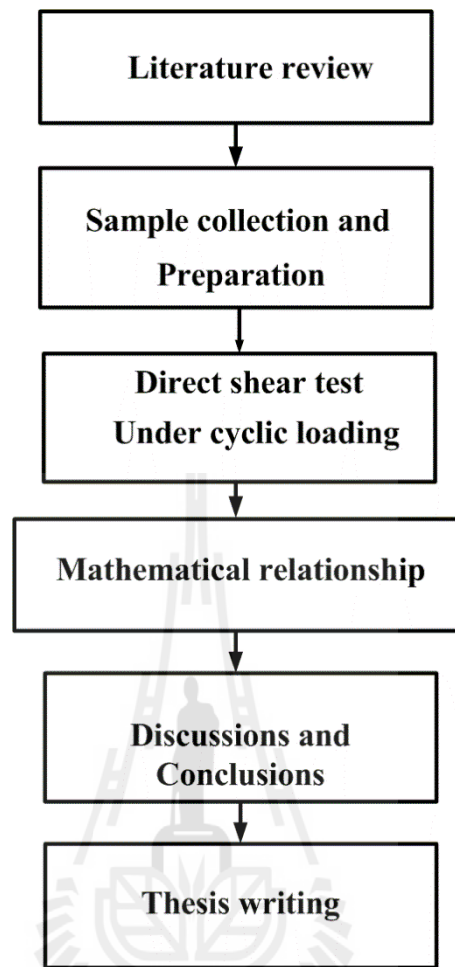 Literature review
Sample collection and
Preparation
Direct shear test
Under cyclic loading
Mathematical relationship
Discussions and
Conclusions
Thesis writing